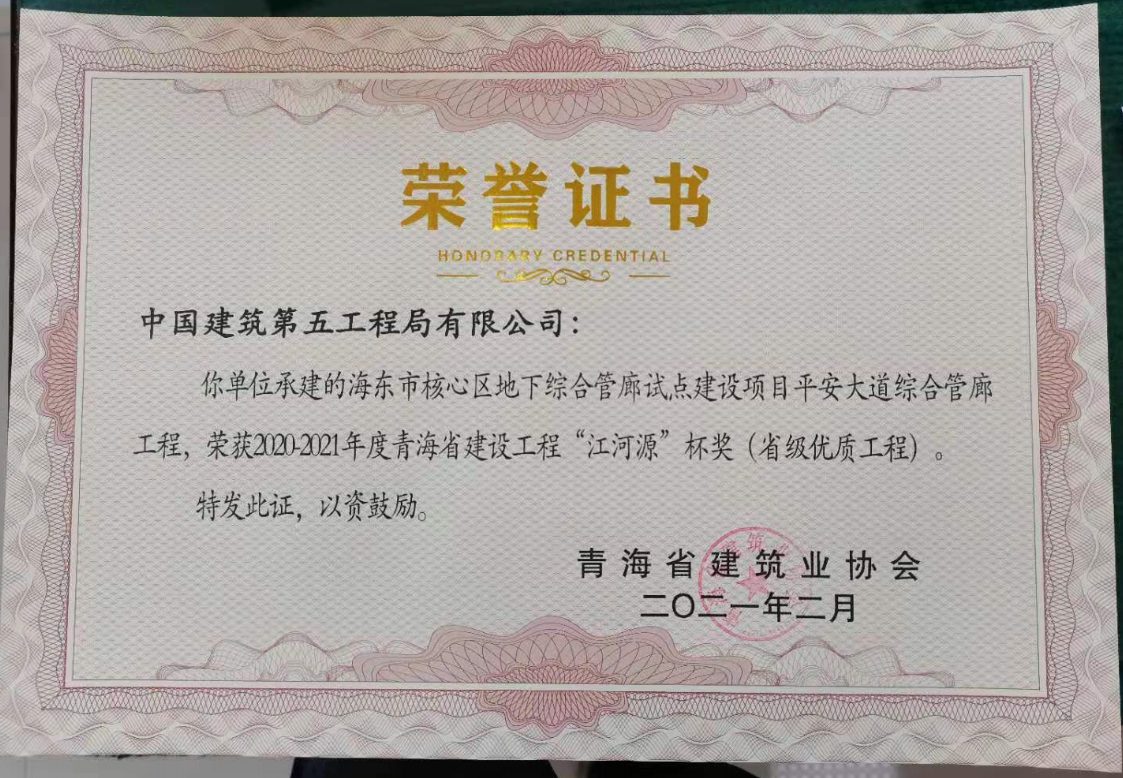 荣誉证书
HONORARY CREDENTIAL
中国建筑第五工程局有限公司：
你单位承建的海东市核心区地下综合管廊试点建设项目平安大道综合管廊
工程，荣获2020-2021年度青海省建设工程“江河源”杯奖（省级优质工程）。
特发此证，以资鼓励。
青海省建筑业协会
二〇二一年二月